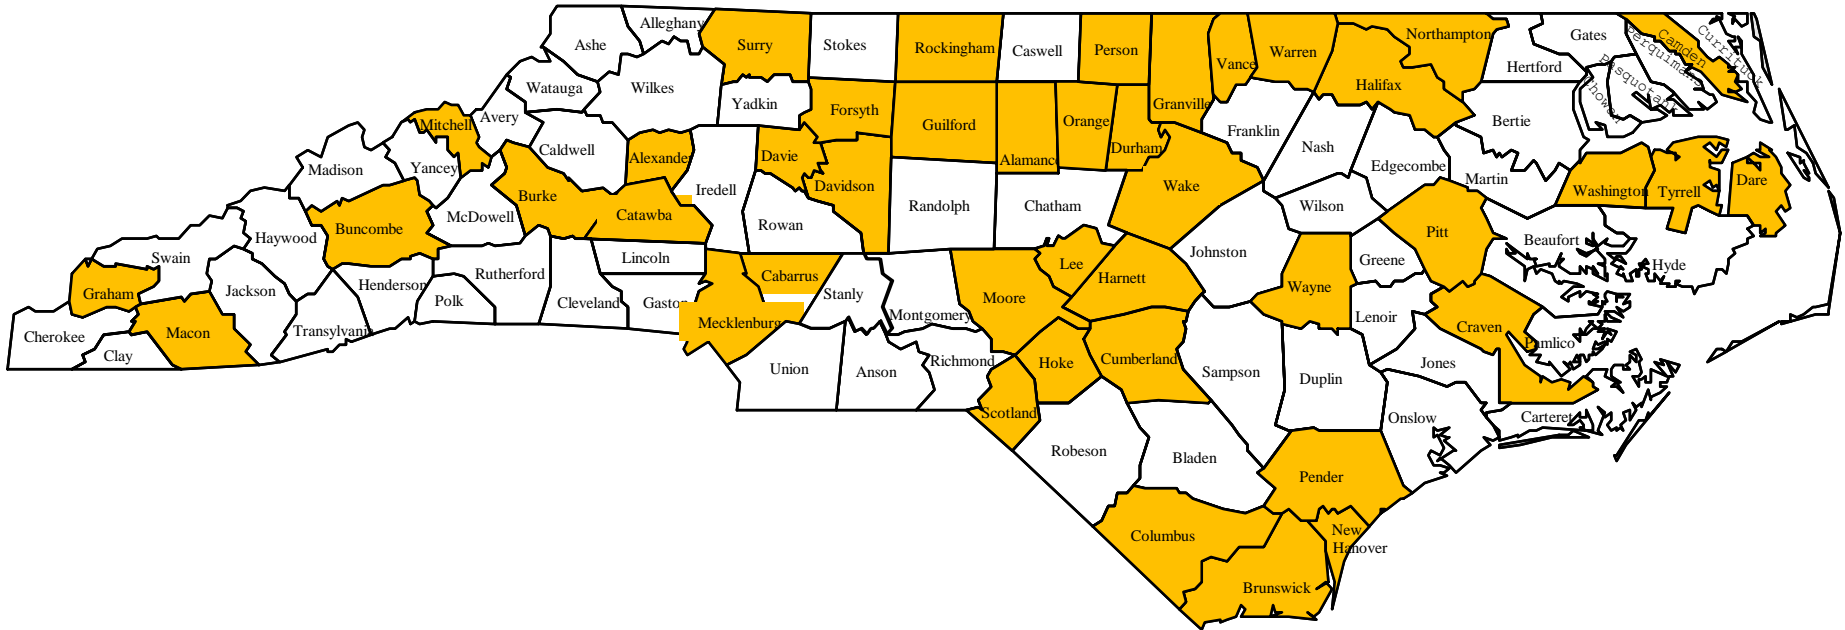 Alleghany
Ashe
Surry
Stokes
Rockingham
Caswell
Person
Vance
Warren
Northampton
Gates
Camden
Currituck
Hertford
Halifax
Watauga
Wilkes
Yadkin
Forsyth
Guilford
Alamance
Orange
Durham
Granville
Franklin
Nash
Edgecombe
Bertie
Mitchell
Avery
Caldwell
Alexander
Davie
Davidson
Iredell
Madison
Yancey
Burke
McDowell
Catawba
Rowan
Randolph
Chatham
Wake
Wilson
Martin
Washington
Tyrrell
Dare
Buncombe
Haywood
Swain
Graham
Jackson
Henderson
Polk
Rutherford
Cleveland
Lincoln
Gaston
Cabarrus
Stanly
Mecklenburg
Montgomery
Moore
Lee
Harnett
Johnston
Wayne
Greene
Pitt
Beaufort
Hyde
Cherokee
Clay
Macon
Transylvania
Union
Anson
Richmond
Scotland
Hoke
Cumberland
Sampson
Duplin
Lenoir
Jones
Craven
Pamlico
Carteret
Onslow
Robeson
Bladen
Pender
Columbus
Brunswick
New
Hanover